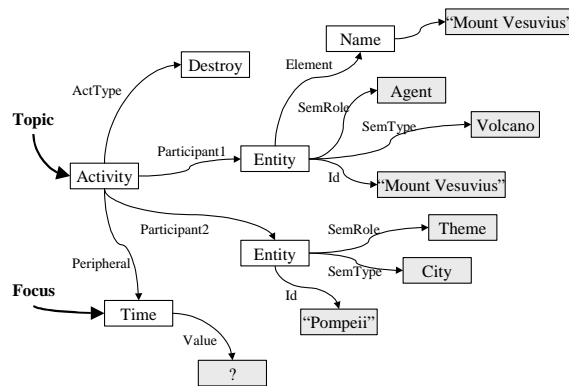 “Mount Vesuvius”
Name
Element
Destroy
ActType
Agent
SemRole
Topic
SemType
Volcano
Participant1
Entity
Activity
Id
“Mount Vesuvius”
Participant2
SemRole
Theme
Entity
Peripheral
SemType
City
Focus
Id
Time
“Pompeii”
Value
?